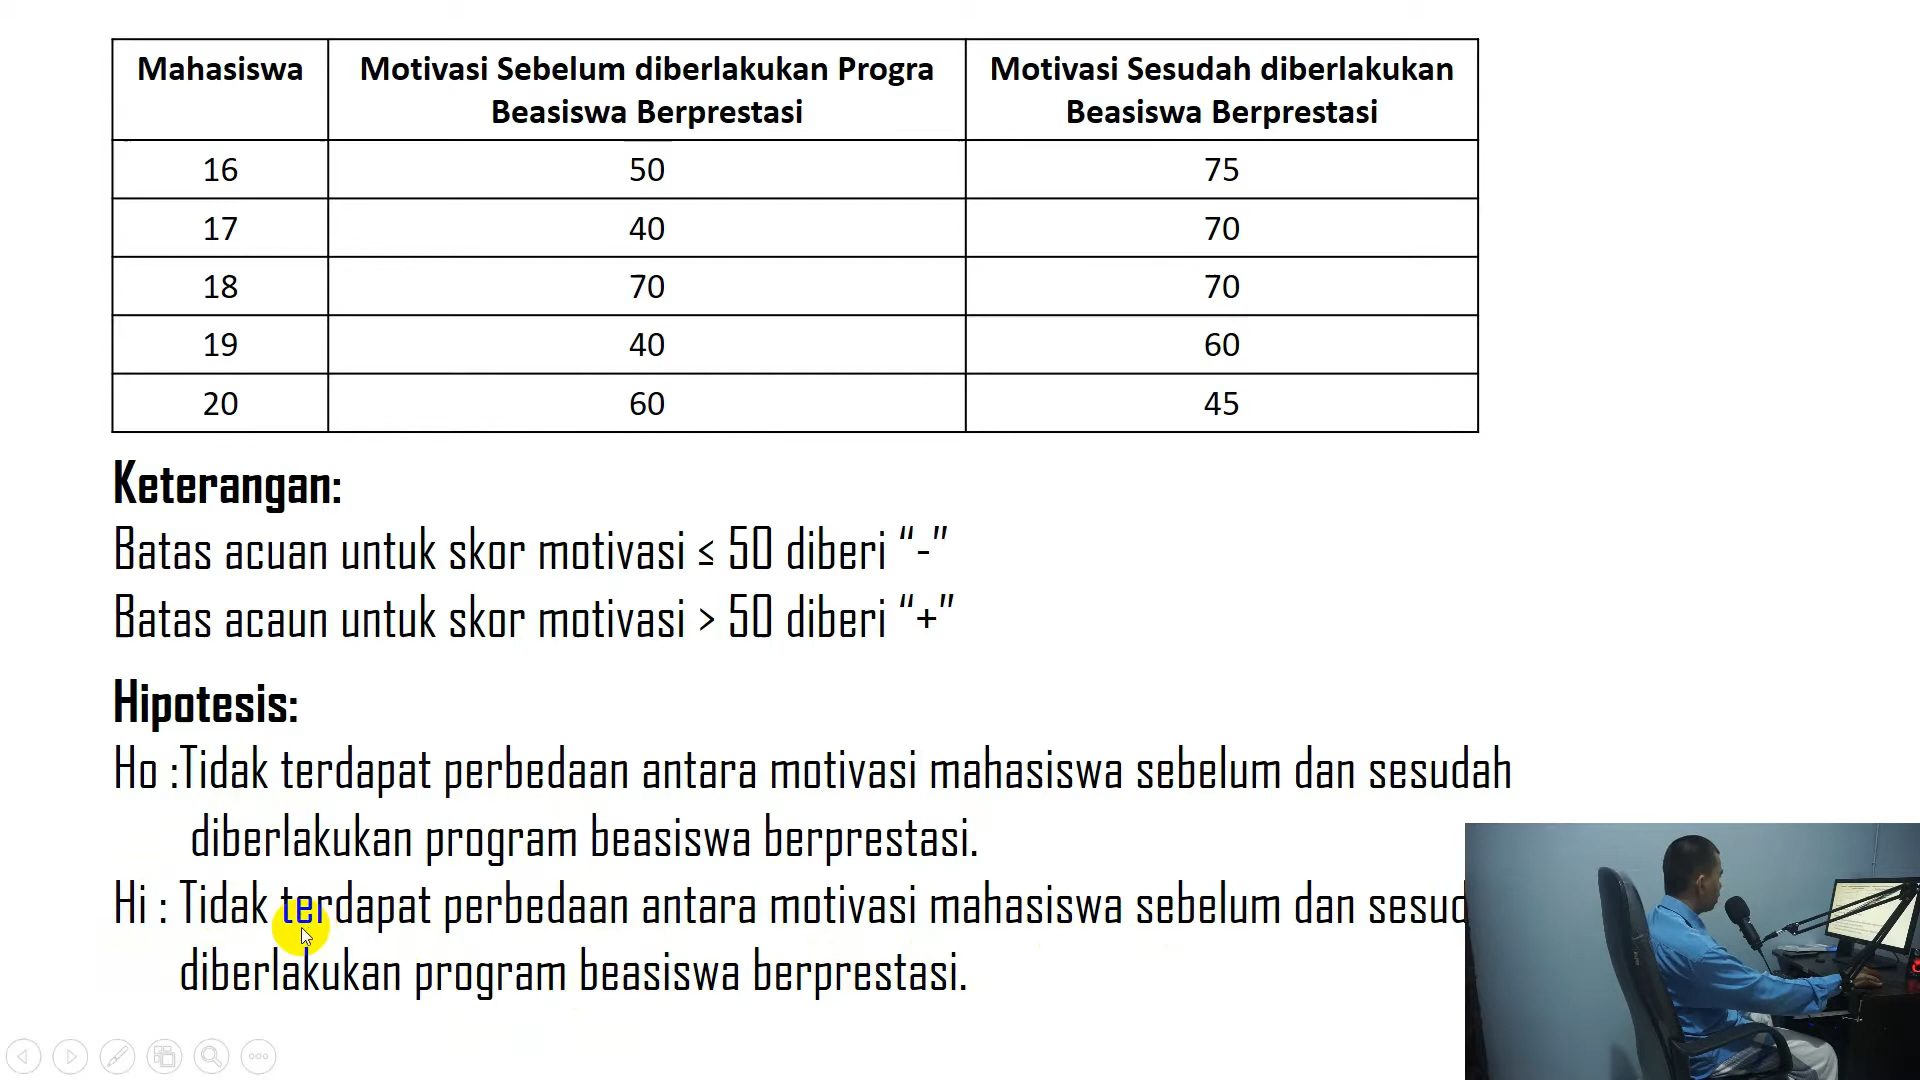 Mahasiswa
Motivasi Sebelum diberlakukan Progra
Beasiswa Berprestasi
Motivasi Sesudah diberlakukan
Beasiswa Berprestasi
16 50 75
17 40 70
18 70 70
19 40 60
20 60 45
Keterangan:
Batas acuan untuk skor motivasi ≤ 50 diberi “-”
Batas acaun untuk skor motivasi > 50 diberi “+”
Hipotesis:
Ho :Tidak terdapat perbedaan antara motivasi mahasiswa sebelum dan sesudah
diberlakukan program beasiswa berprestasi.
Hi : Tidak terdapat perbedaan antara motivasi mahasiswa sebelum dan sesud
diberlakukan program beasiswa berprestasi.